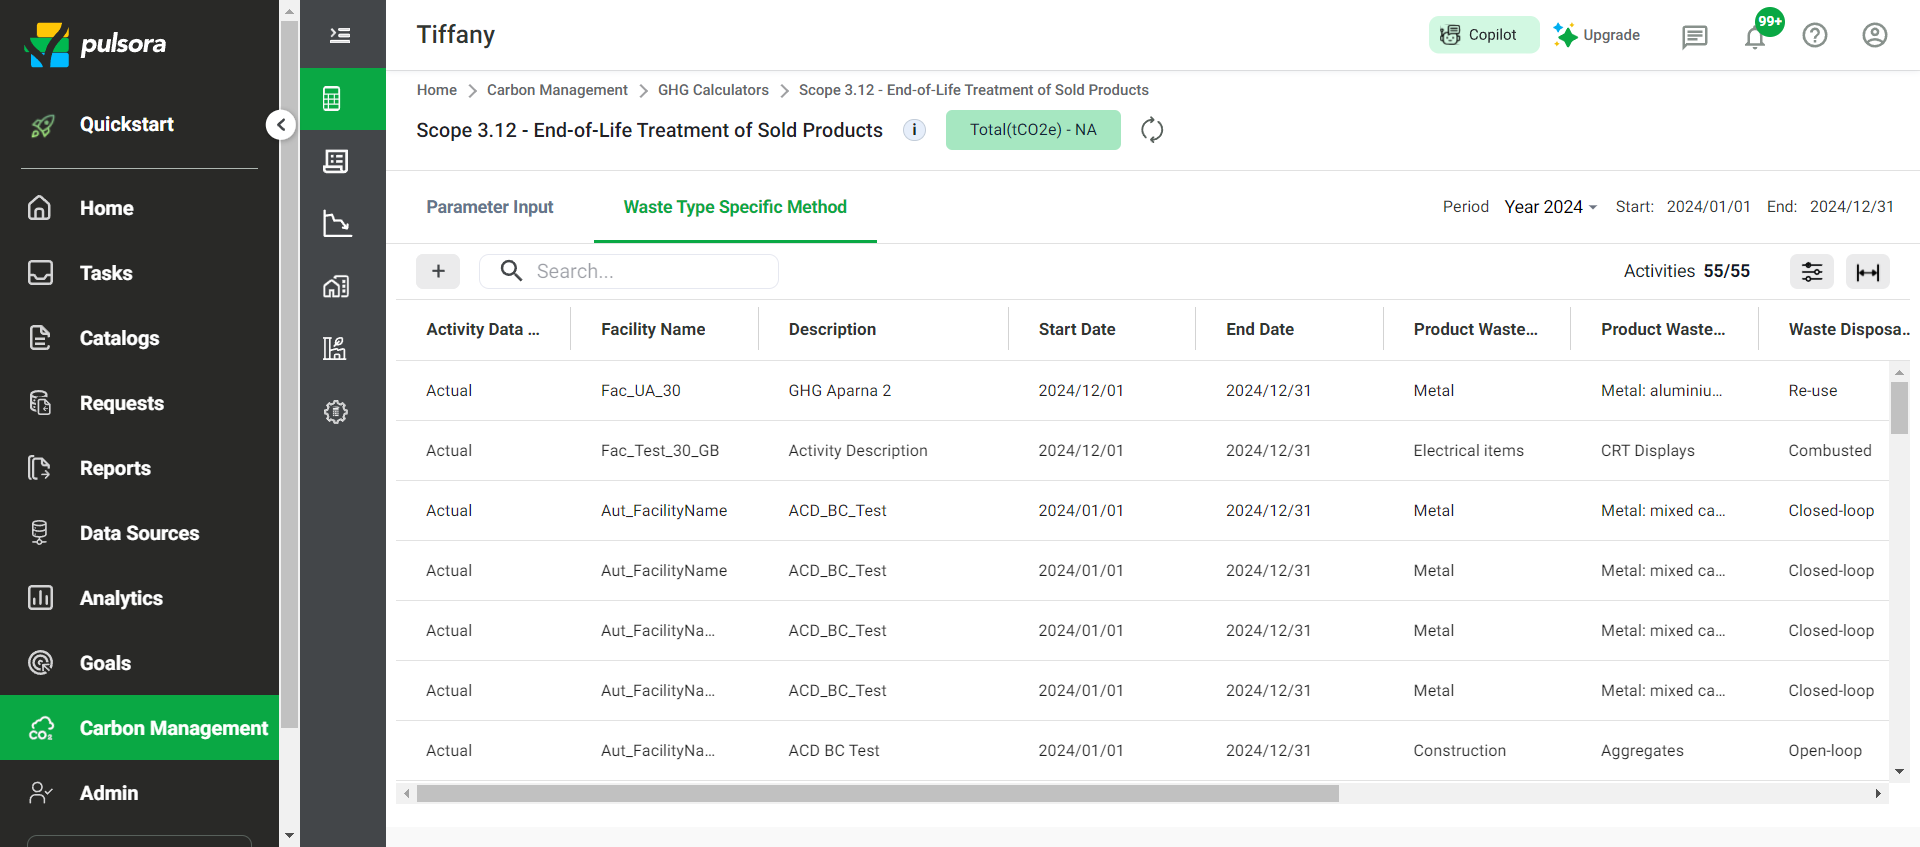 pulsora
Quickstart
Home
Tasks
Catalogs
Requests
Reports
Data Sources
Analytics
Goals
CO₂ Carbon Management
Admin
Tiffany
Copilot
Upgrade
99+
Home Carbon Management GHG Calculators Scope 3.12 - End-of-Life Treatment of Sold Products
Scope 3.12 - End-of-Life Treatment of Sold Products i Total(tCO2e) - NA
Parameter Input Waste Type Specific Method Period Year 2024 Start: 2024/01/01 End: 2024/12/31
+ Search... Activities 55/55
Activity Data ... Facility Name Description Start Date End Date Product Waste... Product Waste... Waste Disposa..
Actual Fac_UA_30 GHG Aparna 2 2024/12/01 2024/12/31 Metal Metal: aluminiu... Re-use
Actual Fac_Test_30_GB Activity Description 2024/12/01 2024/12/31 Electrical items CRT Displays Combusted
Actual Aut_FacilityName ACD_BC_Test 2024/01/01 2024/12/31 Metal Metal: mixed ca... Closed-loop
Actual Aut_FacilityName ACD_BC_Test 2024/01/01 2024/12/31 Metal Metal: mixed ca... Closed-loop
Actual Aut_FacilityNa... ACD_BC_Test 2024/01/01 2024/12/31 Metal Metal: mixed ca... Closed-loop
Actual Aut_FacilityNa... ACD_BC_Test 2024/01/01 2024/12/31 Metal Metal: mixed ca... Closed-loop
Actual Aut_FacilityNa... ACD BC Test 2024/01/01 2024/12/31 Construction Aggregates Open-loop